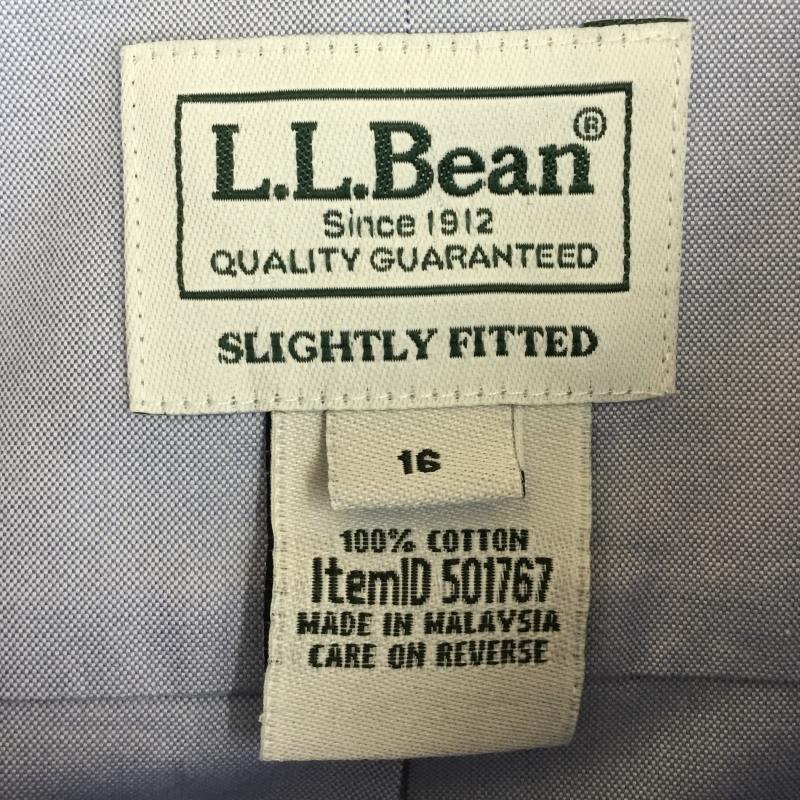 L.L.Bean®
Since 1912
QUALITY GUARANTEED
SLIGHTLY FITTED
16
100% COTTON
ItemID 501767
MADE IN MALAYSIA
CARE ON REVERSE